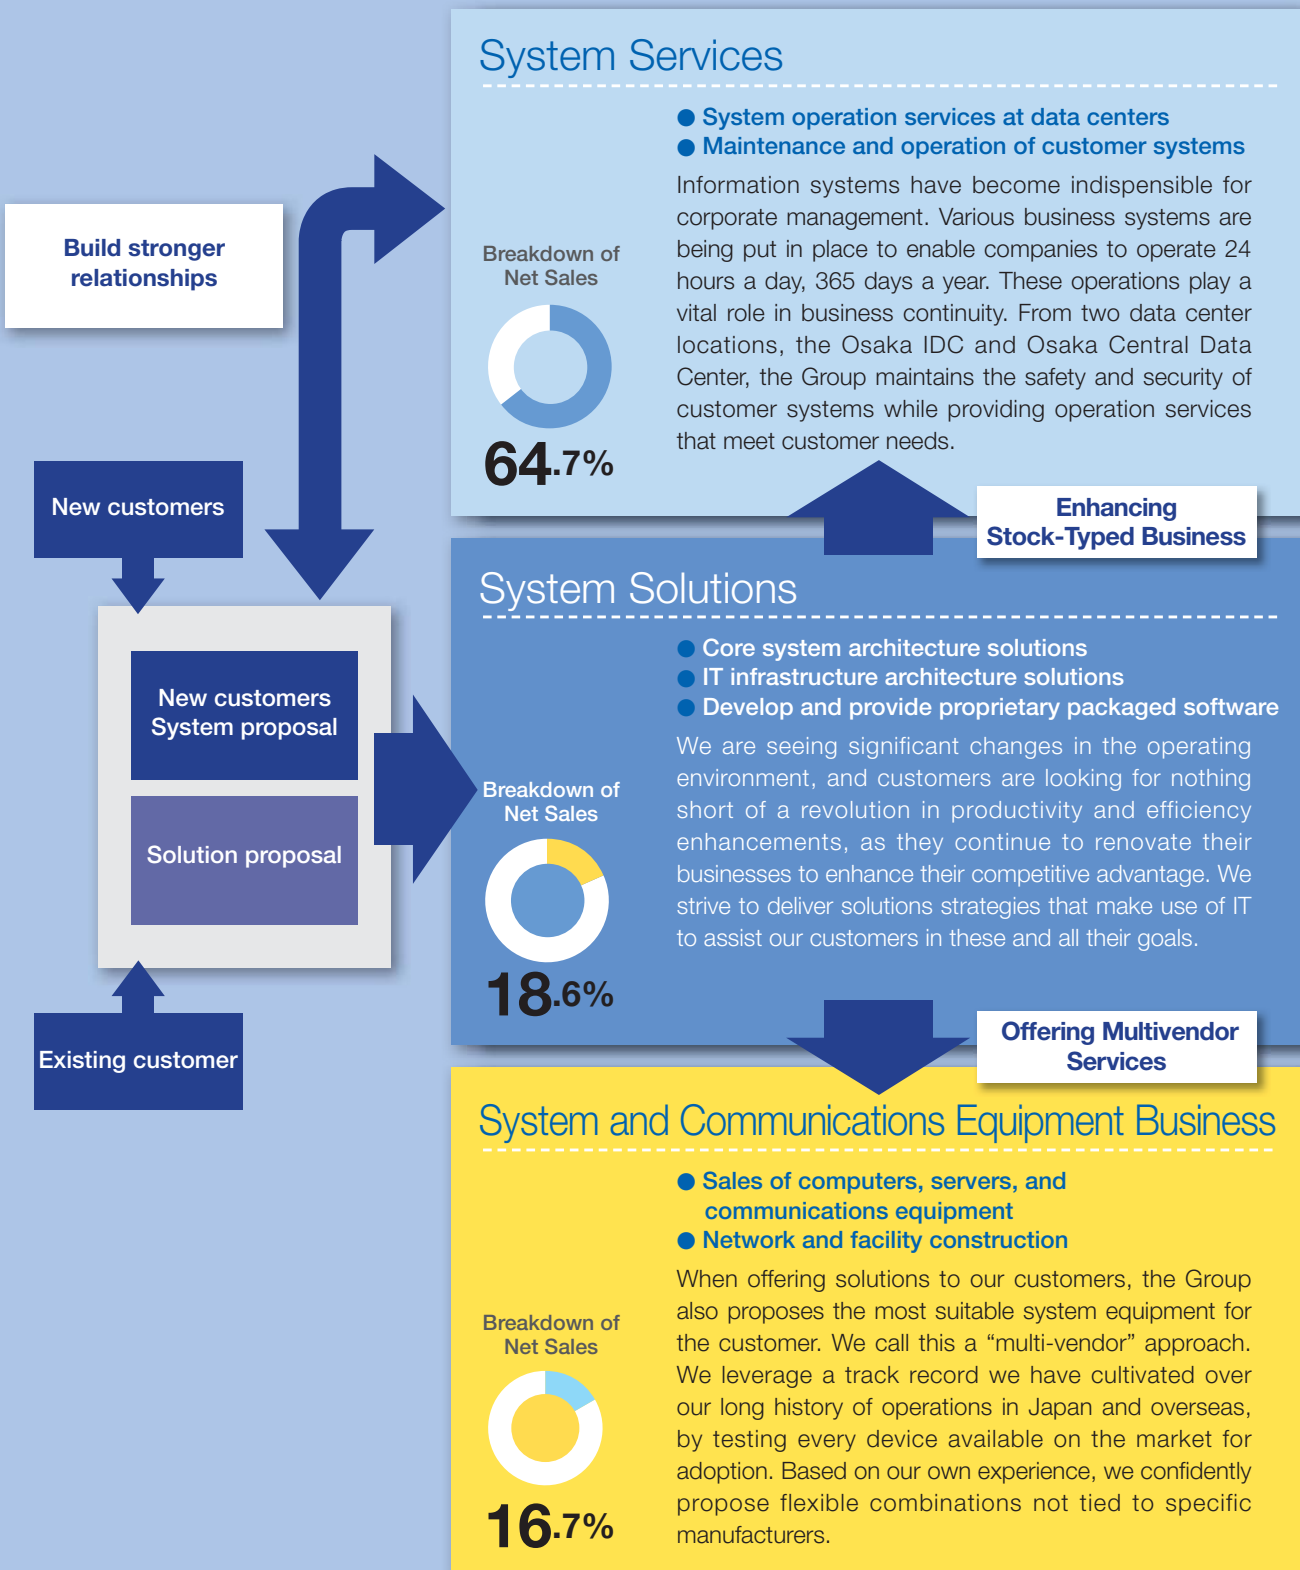 System Services
● System operation services at data centers
● Maintenance and operation of customer systems
Information systems have become indispensible for
corporate management. Various business systems are
being put in place to enable companies to operate 24
hours a day, 365 days a year. These operations play a
vital role in business continuity. From two data center
locations, the Osaka IDC and Osaka Central Data
Center, the Group maintains the safety and security of
customer systems while providing operation services
that meet customer needs.
Breakdown of
Net Sales
64.7%
Build stronger
relationships
New customers
New customers
System proposal
Solution proposal
Existing customer
Enhancing
Stock-Typed Business
System Solutions
● Core system architecture solutions
● IT infrastructure architecture solutions
● Develop and provide proprietary packaged software
We are seeing significant changes in the operating
environment, and customers are looking for nothing
short of a revolution in productivity and efficiency
enhancements, as they continue to renovate their
businesses to enhance their competitive advantage. We
strive to deliver solutions strategies that make use of IT
to assist our customers in these and all their goals.
Breakdown of
Net Sales
18.6%
Offering Multivendor
Services
System and Communications Equipment Business
● Sales of computers, servers, and
communications equipment
● Network and facility construction
When offering solutions to our customers, the Group
also proposes the most suitable system equipment for
the customer. We call this a “multi-vendor” approach.
We leverage a track record we have cultivated over
our long history of operations in Japan and overseas,
by testing every device available on the market for
adoption. Based on our own experience, we confidently
propose flexible combinations not tied to specific
manufacturers.
Breakdown of
Net Sales
16.7%